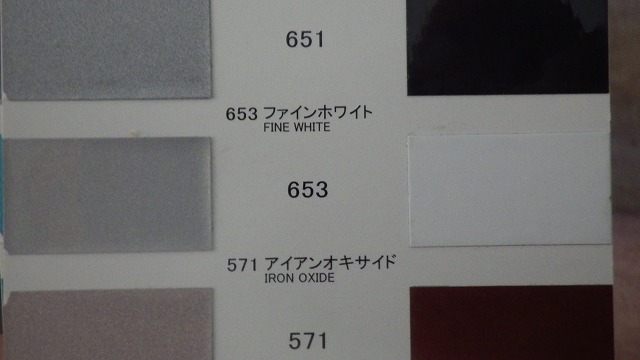 651
653 ファインホワイト
FINE WHITE
653
571 アイアンオキサイド
IRON OXIDE
571